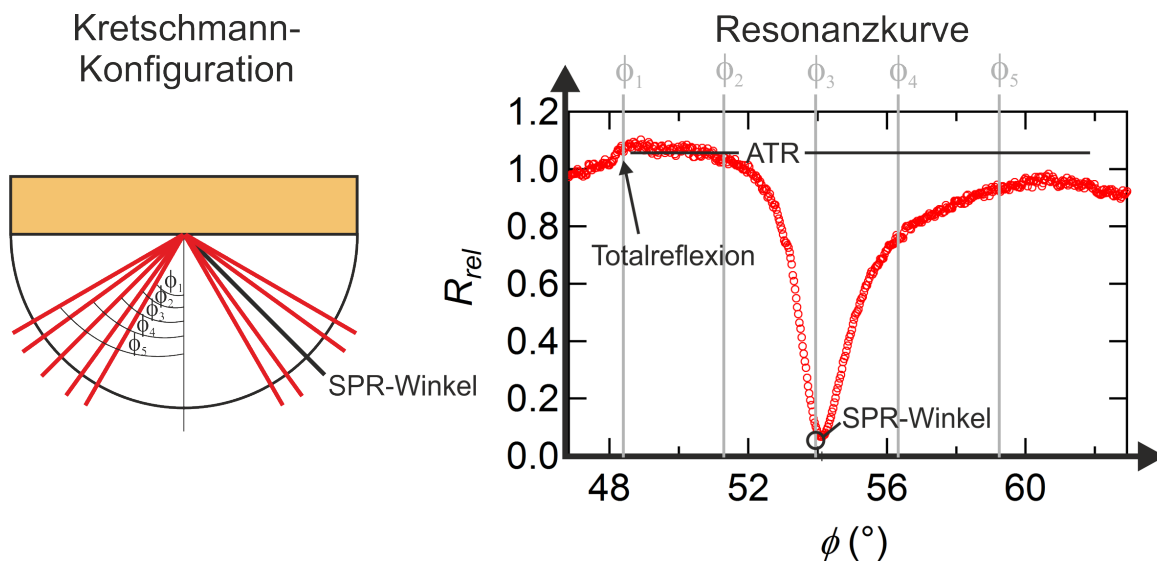 Kretschmann-
Konfiguration
ϕ1
ϕ2
ϕ3
ϕ4
ϕ5
SPR-Winkel
Resonanzkurve
ϕ1 ϕ2 ϕ3 ϕ4 ϕ5
1.2
1.0
0.8
0.6
0.4
0.2
0.0
Rrel
ATR
Totalreflexion
SPR-Winkel
48 52 56 60
ϕ (°)